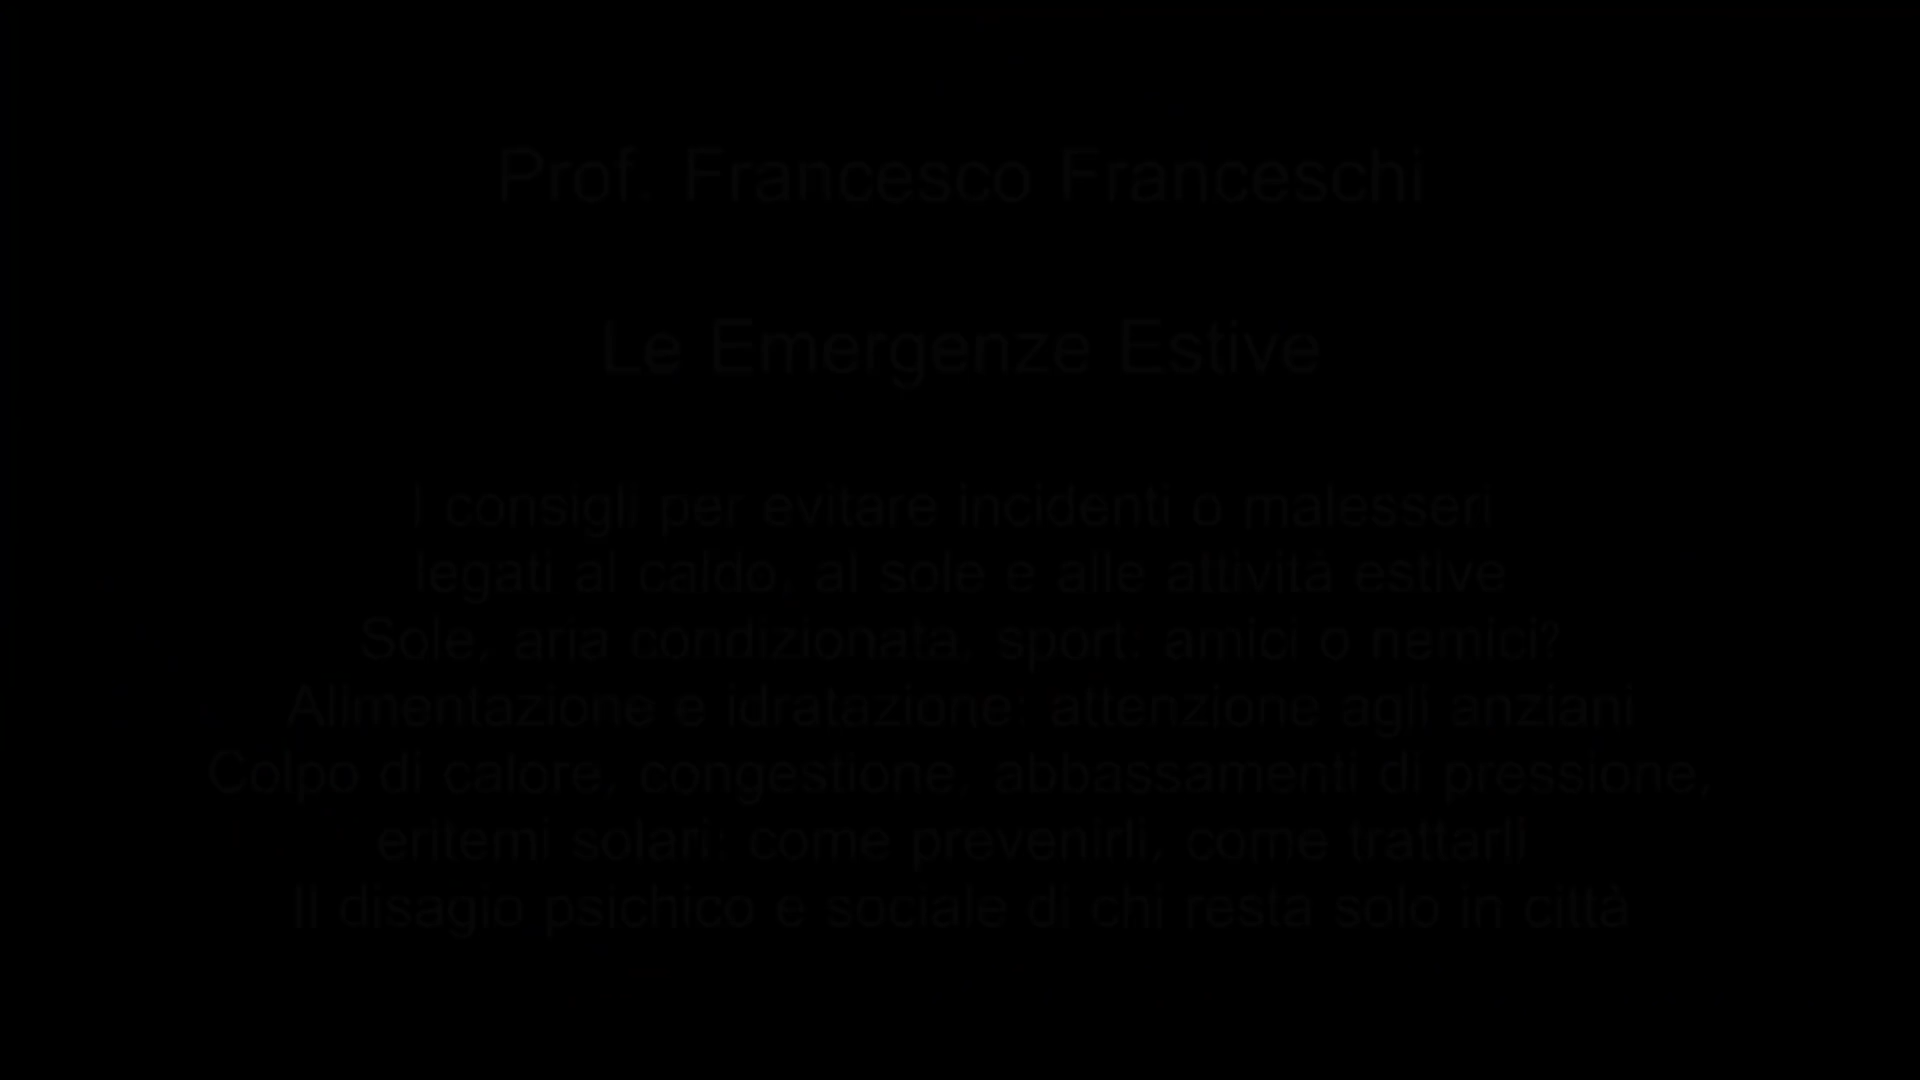 Prof. Francesco Franceschi
Le Emergenze Estive
I consigli per evitare incidenti o malesseri
legati al caldo, al sole e alle attività estive
Sole, aria condizionata, sport: amici o nemici?
Alimentazione e idratazione: attenzione agli anziani
Colpo di calore, congestione, abbassamenti di pressione,
eritemi solari: come prevenirli, come trattarli
Il disagio psichico e sociale di chi resta solo in città